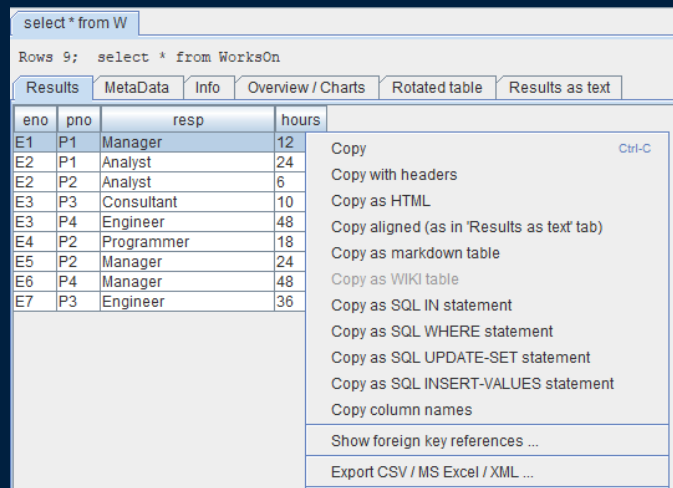 select * from W
Rows 9;  select * from WorksOn
Results MetaData Info Overview / Charts Rotated table Results as text
eno pno resp hours
E1 P1 Manager 12
E2 P1 Analyst 24
E2 P2 Analyst 6
E3 P3 Consultant 10
E3 P4 Engineer 48
E4 P2 Programmer 18
E5 P2 Manager 24
E6 P4 Manager 48
E7 P3 Engineer 36
Copy Ctrl-C
Copy with headers
Copy as HTML
Copy aligned (as in 'Results as text' tab)
Copy as markdown table
Copy as WIKI table
Copy as SQL IN statement
Copy as SQL WHERE statement
Copy as SQL UPDATE-SET statement
Copy as SQL INSERT-VALUES statement
Copy column names
Show foreign key references ...
Export CSV / MS Excel / XML ...